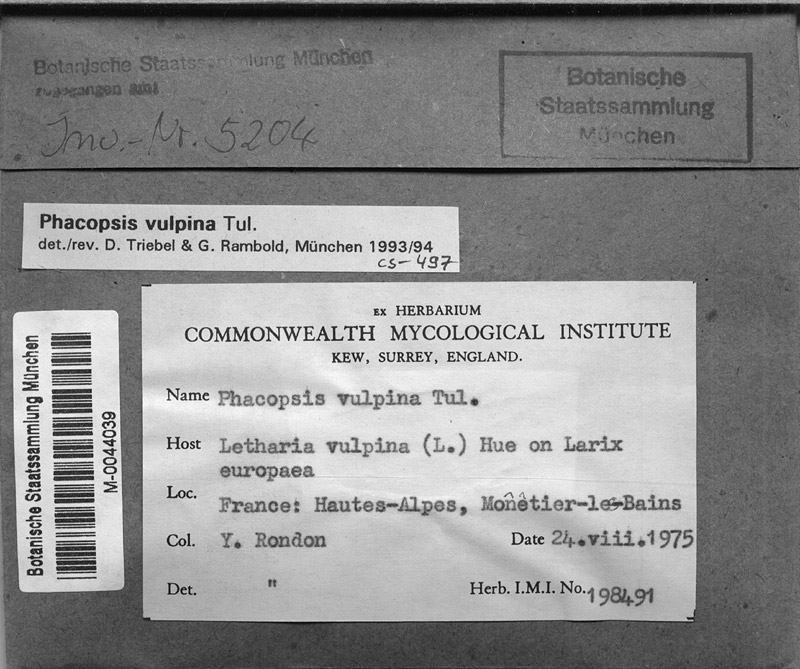 Botanische Staatssammlung München
zugegangen am:
Inv.-Nr. 5204
Botanische
Staatssammlung
München
Phacopsis vulpina Tul.
det./rev. D. Triebel & G. Rambold, München 1993/94
CS-497
Botanische Staatssammlung München
M-0044039
EX HERBARIUM
COMMONWEALTH MYCOLOGICAL INSTITUTE
KEW, SURREY, ENGLAND.
Name Phacopsis vulpina Tul.
Host Letharia vulpina (L.) Hue on Larix
europaea
Loc. France: Hautes-Alpes, Monêtier-les-Bains
Col. Y. Rondon Date 24.viii.1975
Det. " Herb. I.M.I. No. 198491